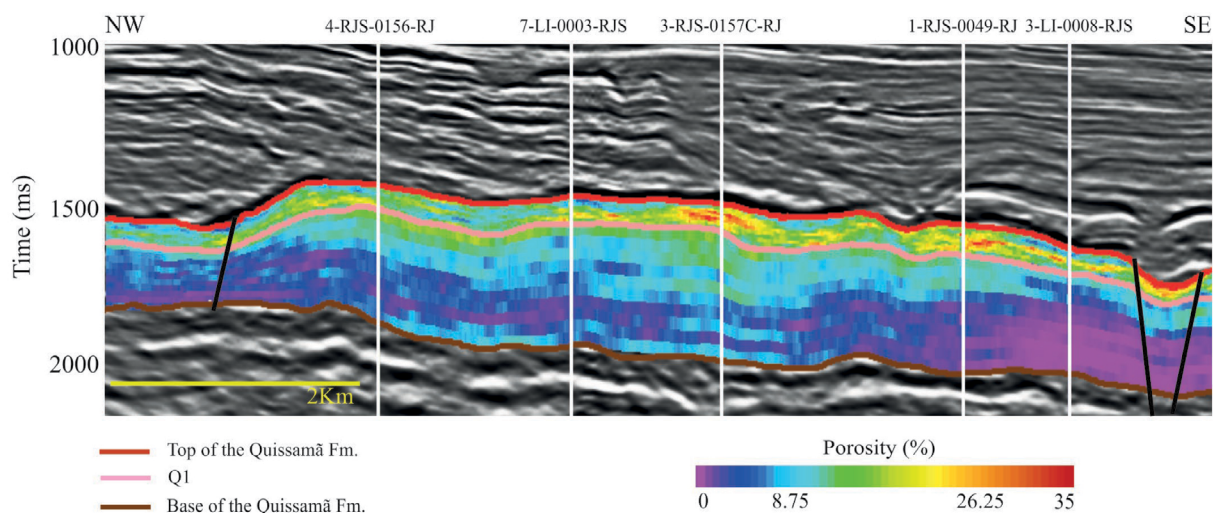 NW 4-RJS-0156-RJ 7-LI-0003-RJS 3-RJS-0157C-RJ 1-RJS-0049-RJ 3-LI-0008-RJS SE
1000
1500
2000
Time (ms)
2Km
Top of the Quissamã Fm.
Q1
Base of the Quissamã Fm.
Porosity (%)
0 8.75 26.25 35